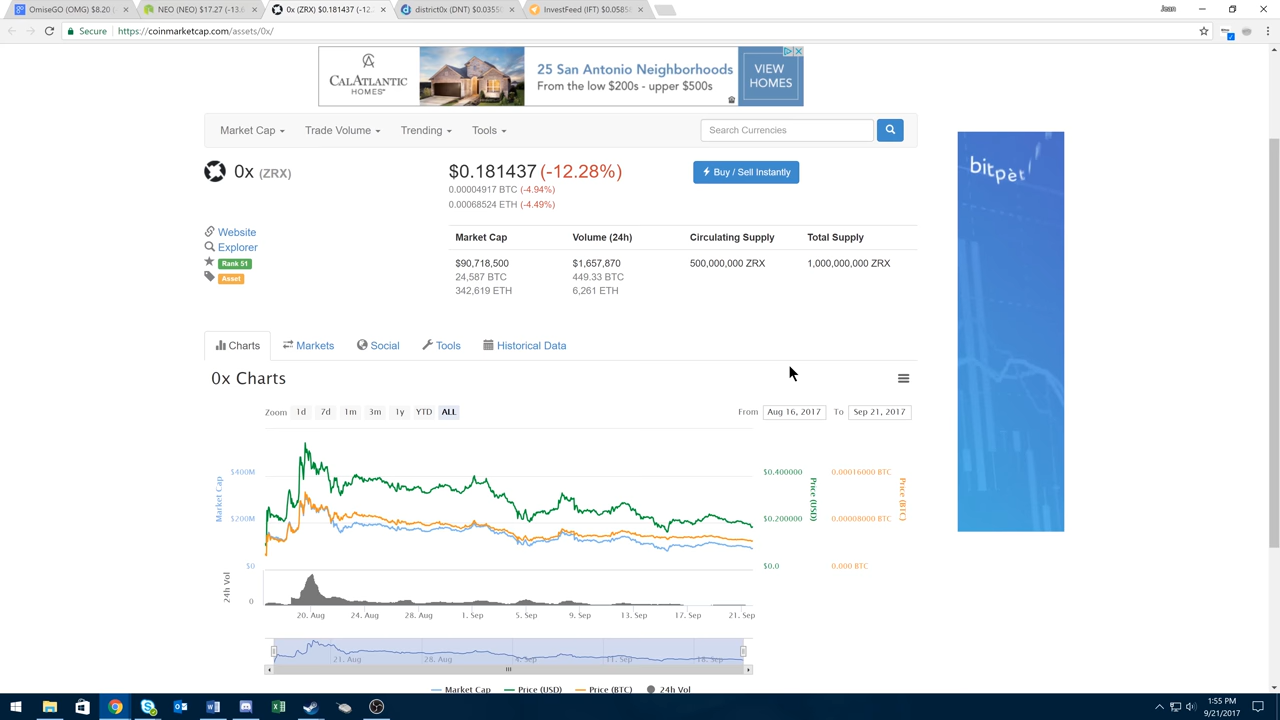 OmiseGO (OMG) $8.20 (
NEO (NEO) $17.27 (-13.6
0x (ZRX) $0.181437 (-12.
district0x (DNT) $0.0355
InvestFeed (IFT) $0.0585
Jean
Secure
https://coinmarketcap.com/assets/0x/
CALATLANTIC
HOMES
25 San Antonio Neighborhoods
From the low $200s - upper $500s
VIEW
HOMES
Market Cap
Trade Volume
Trending
Tools
Search Currencies
0x (ZRX)
$0.181437 (-12.28%)
0.00004917 BTC (-4.94%)
0.00068524 ETH (-4.49%)
Buy / Sell Instantly
bitpet
Website
Explorer
Rank 51
Asset
Market Cap
Volume (24h)
Circulating Supply
Total Supply
$90,718,500
$1,657,870
500,000,000 ZRX
1,000,000,000 ZRX
24,587 BTC
449.33 BTC
342,619 ETH
6,261 ETH
Charts
Markets
Social
Tools
Historical Data
0x Charts
Zoom
1d
7d
1m
3m
1y
YTD
ALL
From
Aug 16, 2017
To
Sep 21, 2017
$400M
$200M
$0
Market Cap
$0.400000
$0.200000
$0.0
Price (USD)
0.00016000 BTC
0.00008000 BTC
0.000 BTC
Price (BTC)
24h Vol
0
20. Aug
24. Aug
28. Aug
1. Sep
5. Sep
9. Sep
13. Sep
17. Sep
21. Sep
21. Aug
28. Aug
4. Sep
11. Sep
18. Sep
Market Cap
Price (USD)
Price (BTC)
24h Vol
1:55 PM
9/21/2017